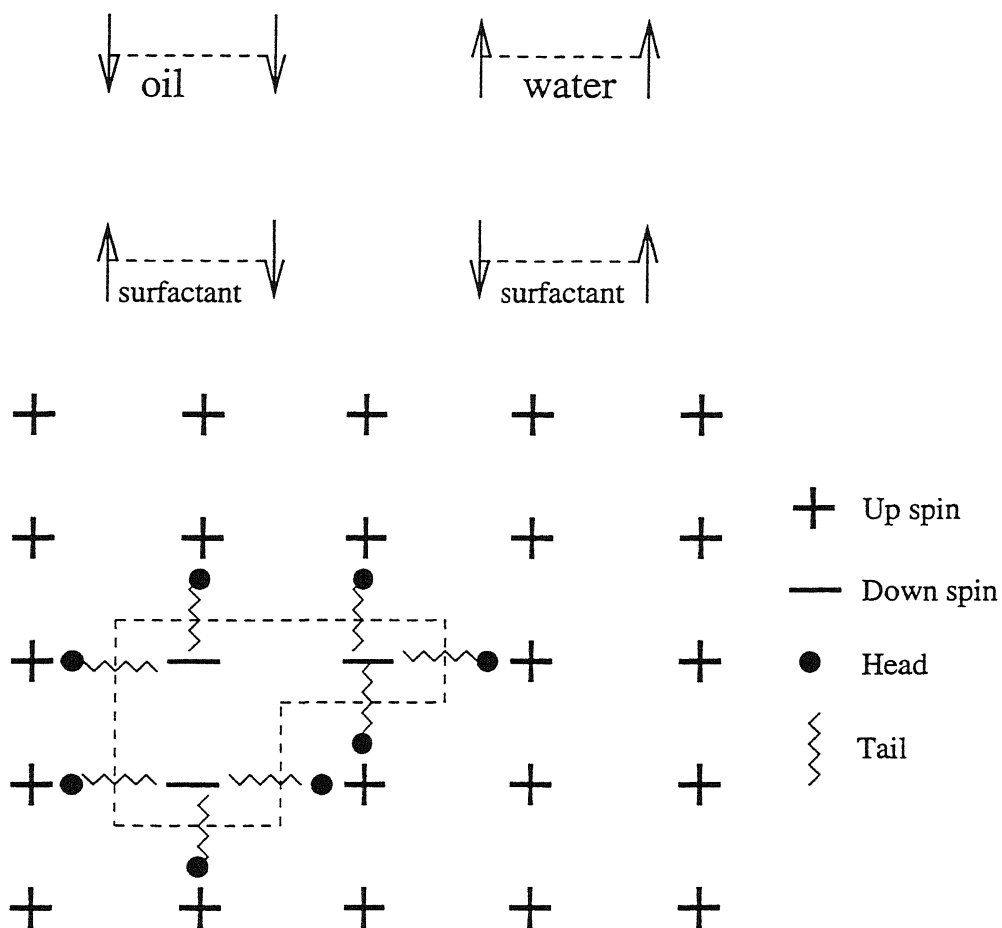 oil
water
surfactant
surfactant
Up spin
Down spin
Head
Tail